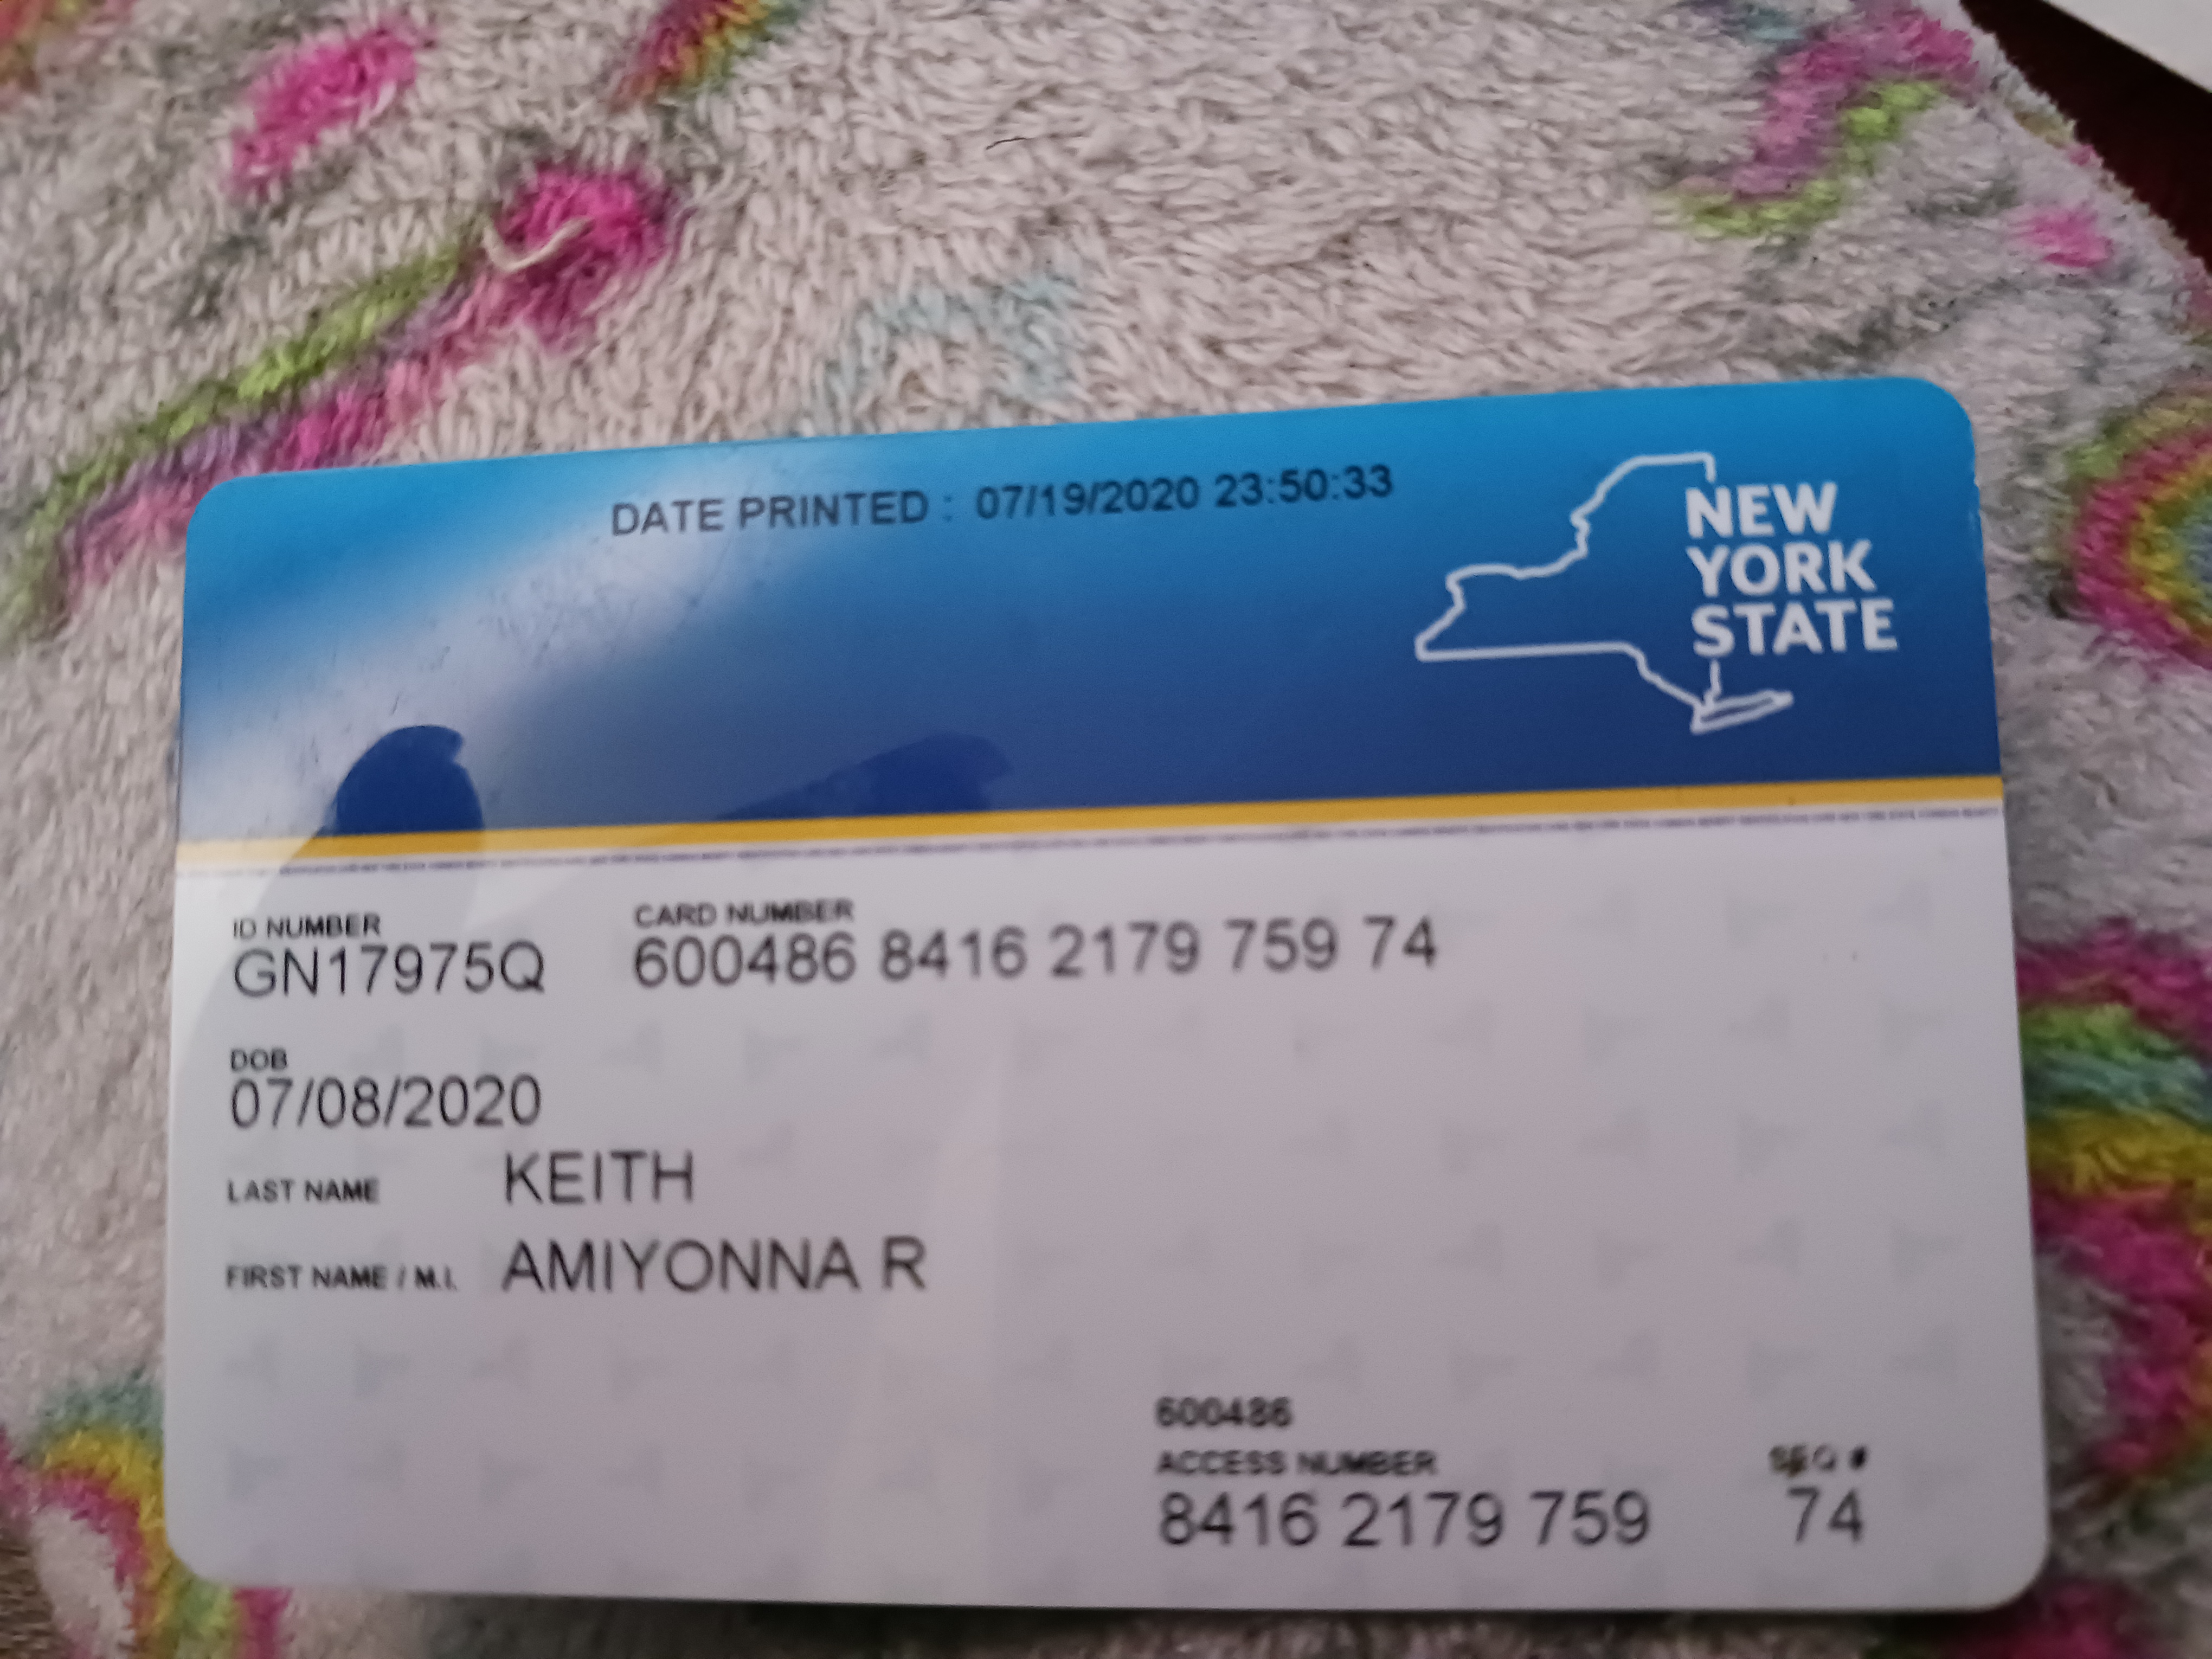 DATE PRINTED : 07/19/2020 23:50:33
NEW
YORK
STATE
ID NUMBER
GN17975Q
CARD NUMBER
600486 8416 2179 759 74
DOB
07/08/2020
LAST NAME KEITH
FIRST NAME / M.I. AMIYONNA R
600486
ACCESS NUMBER
8416 2179 759
SEQ #
74